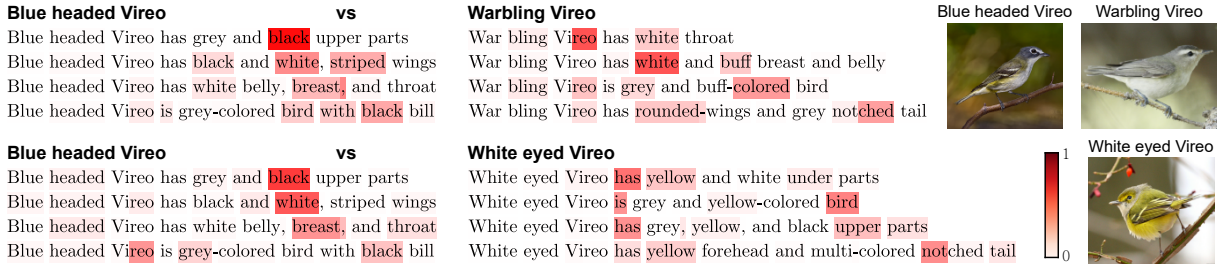 Blue headed Vireo vs Warbling Vireo
Blue headed Vireo has grey and black upper parts
Blue headed Vireo has black and white, striped wings
Blue headed Vireo has white belly, breast, and throat
Blue headed Vireo is grey-colored bird with black bill
War bling Vireo has white throat
War bling Vireo has white and buff breast and belly
War bling Vireo is grey and buff-colored bird
War bling Vireo has rounded-wings and grey notched tail
Blue headed Vireo Warbling Vireo
Blue headed Vireo vs White eyed Vireo
Blue headed Vireo has grey and black upper parts
Blue headed Vireo has black and white, striped wings
Blue headed Vireo has white belly, breast, and throat
Blue headed Vireo is grey-colored bird with black bill
White eyed Vireo has yellow and white under parts
White eyed Vireo is grey and yellow-colored bird
White eyed Vireo has grey, yellow, and black upper parts
White eyed Vireo has yellow forehead and multi-colored notched tail
1
0
White eyed Vireo